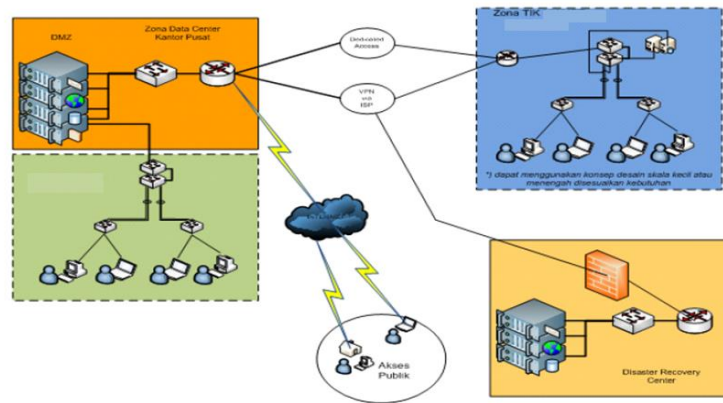 DMZ
Zona Data Center
Kantor Pusat
Dedicated
Access
VPN
via
ISP
Zona TIK
*) dapat menggunakan konsep desain skala kecil atau
menengah disesuaikan kebutuhan
Akses
Publik
Disaster Recovery
Center